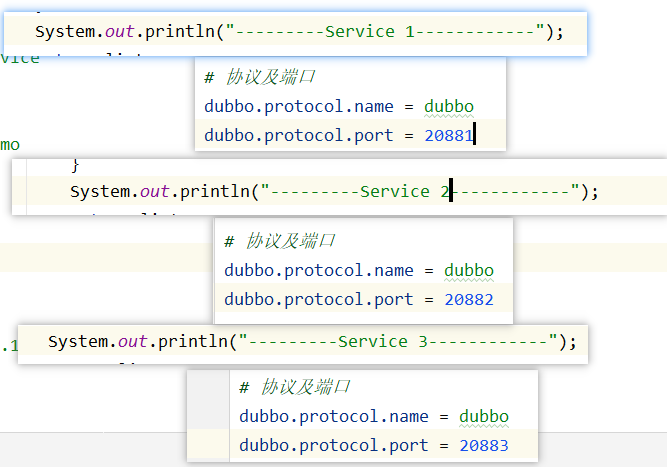 System.out.println("---------Service 1------------");
vice
# 协议及端口
dubbo.protocol.name = dubbo
dubbo.protocol.port = 20881
mo
}
System.out.println("---------Service 2------------");
# 协议及端口
dubbo.protocol.name = dubbo
dubbo.protocol.port = 20882
.1
System.out.println("---------Service 3------------");
# 协议及端口
dubbo.protocol.name = dubbo
dubbo.protocol.port = 20883